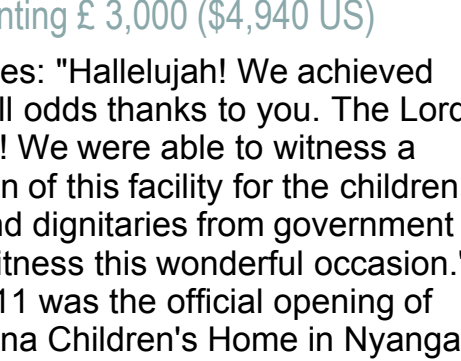 nting £ 3,000 ($4,940 US)
es: "Hallelujah! We achieved
ll odds thanks to you. The Lord
! We were able to witness a
n of this facility for the children
nd dignitaries from government
itness this wonderful occasion."
11 was the official opening of
na Children's Home in Nyanga